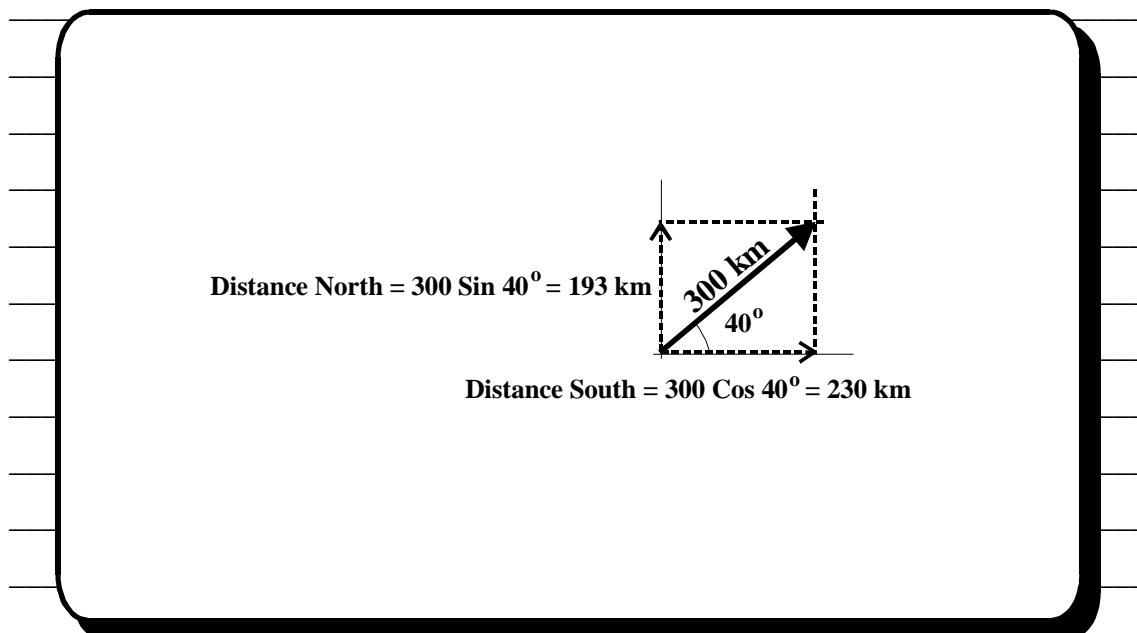 300 km
Distance North = 300 Sin 40° = 193 km
40°
Distance South = 300 Cos 40° = 230 km